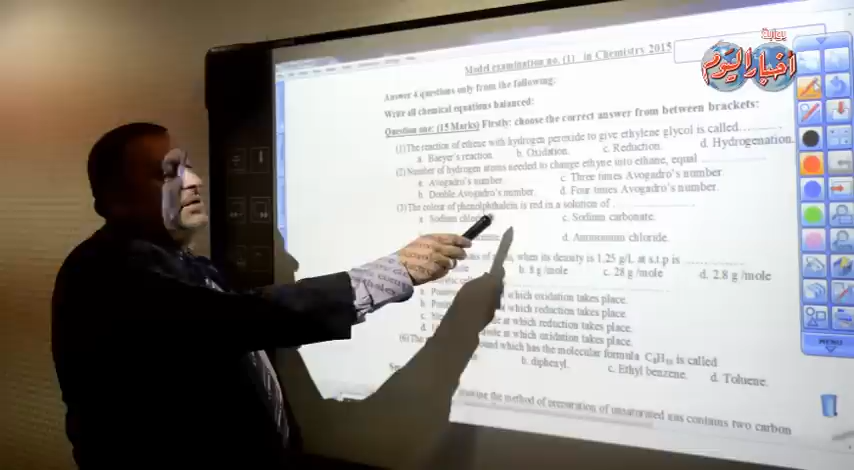 بوابة
أخبار اليوم
Model examination no. (1) in Chemistry 2015
Answer 4 questions only from the following:
Write all chemical equations balanced:
Question one: (15 Marks) Firstly: choose the correct answer from between brackets:
(1)The reaction of ethene with hydrogen peroxide to give ethylene glycol is called
a. Baeyer's reaction. b. Oxidation. c. Reduction. d. Hydrogenation.
(2) Number of hydrogen atoms needed to change ethyne into ethane, equal
a. Avogadro's number. c. Three times Avogadro's number
b. Double Avogadro's number. d. Four times Avogadro's number.
(3)The colour of phenolphthalein is red in a solution of
a. Sodium c. Sodium carbonate.
d. Ammonium chloride.
when its density is 1.25 g/L at s.t.p is
b. 8 g/mole c. 28 g/mole d. 2.8 g/mole
a. at which oxidation takes place.
b. at which reduction takes place.
c. at which reduction takes place.
d. at which oxidation takes place.
(6) which has the molecular formula is called
b. diphenyl. c. Ethyl benzene. d. Toluene.
showing the method of preparation of unsaturated gas contains two carbon